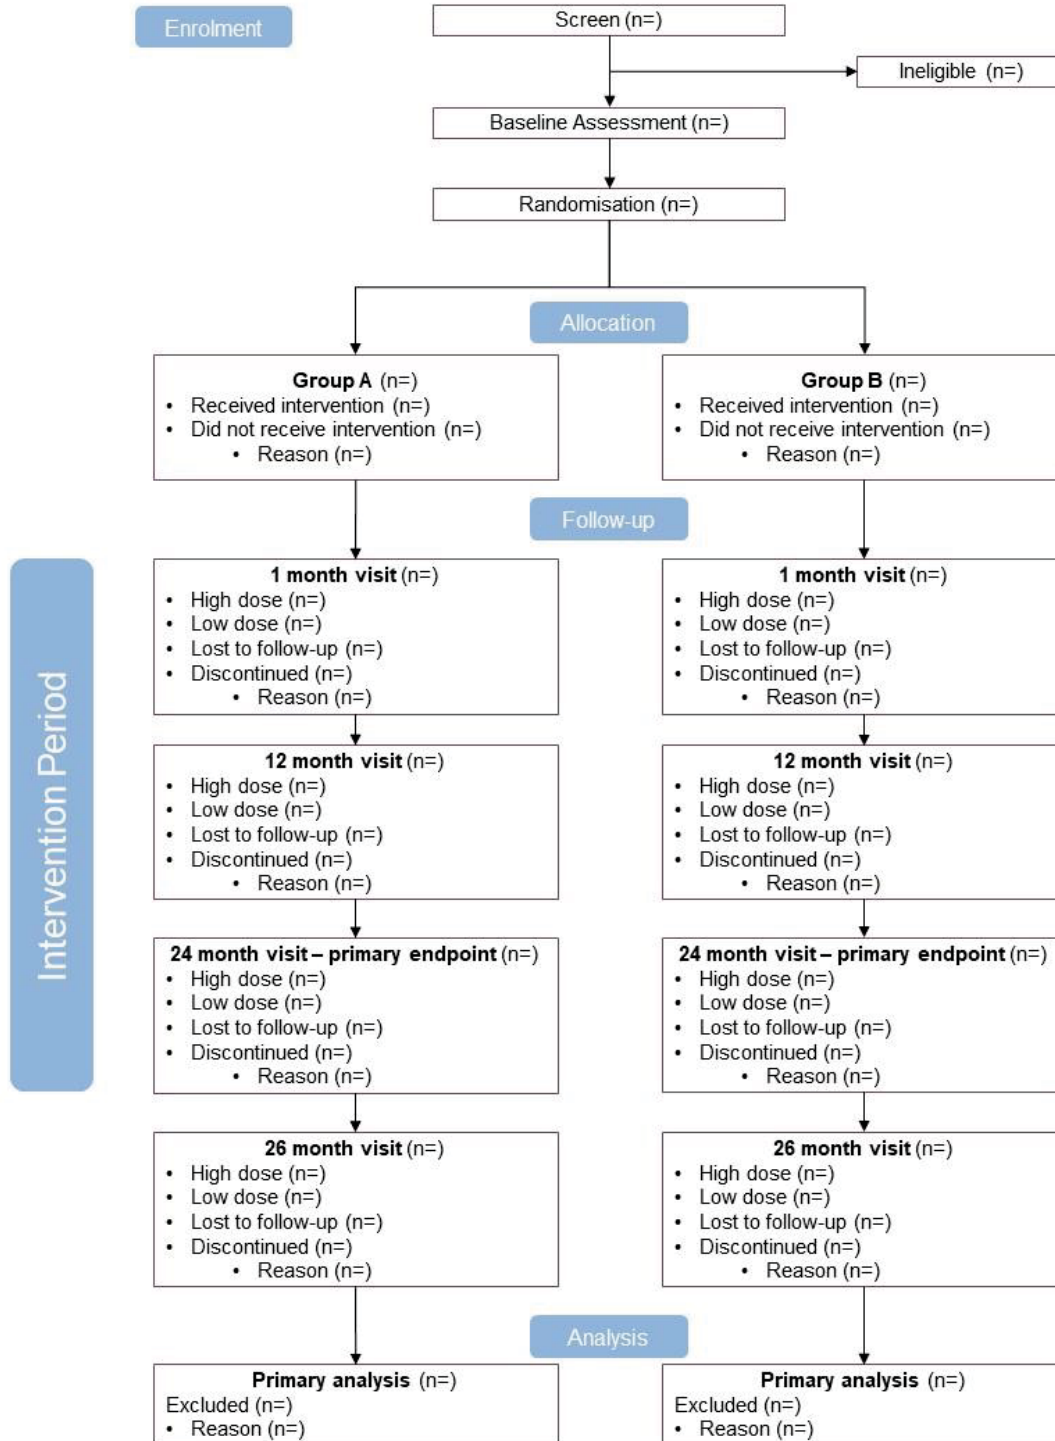 Enrolment
Screen (n=)
Ineligible (n=)
Baseline Assessment (n=)
Randomisation (n=)
Allocation
Group A (n=)
• Received intervention (n=)
• Did not receive intervention (n=)
• Reason (n=)
Group B (n=)
• Received intervention (n=)
• Did not receive intervention (n=)
• Reason (n=)
Follow-up
Intervention Period
1 month visit (n=)
• High dose (n=)
• Low dose (n=)
• Lost to follow-up (n=)
• Discontinued (n=)
• Reason (n=)
1 month visit (n=)
• High dose (n=)
• Low dose (n=)
• Lost to follow-up (n=)
• Discontinued (n=)
• Reason (n=)
12 month visit (n=)
• High dose (n=)
• Low dose (n=)
• Lost to follow-up (n=)
• Discontinued (n=)
• Reason (n=)
12 month visit (n=)
• High dose (n=)
• Low dose (n=)
• Lost to follow-up (n=)
• Discontinued (n=)
• Reason (n=)
24 month visit – primary endpoint (n=)
• High dose (n=)
• Low dose (n=)
• Lost to follow-up (n=)
• Discontinued (n=)
• Reason (n=)
24 month visit – primary endpoint (n=)
• High dose (n=)
• Low dose (n=)
• Lost to follow-up (n=)
• Discontinued (n=)
• Reason (n=)
26 month visit (n=)
• High dose (n=)
• Low dose (n=)
• Lost to follow-up (n=)
• Discontinued (n=)
• Reason (n=)
26 month visit (n=)
• High dose (n=)
• Low dose (n=)
• Lost to follow-up (n=)
• Discontinued (n=)
• Reason (n=)
Analysis
Primary analysis (n=)
Excluded (n=)
• Reason (n=)
Primary analysis (n=)
Excluded (n=)
• Reason (n=)